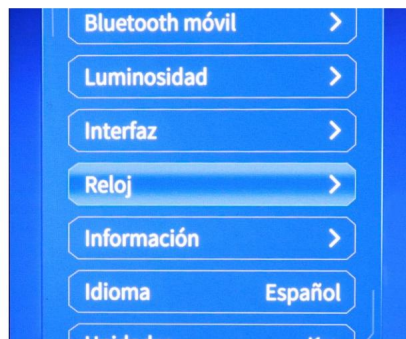 Bluetooth móvil
Luminosidad
Interfaz
Reloj
Información
Idioma Español